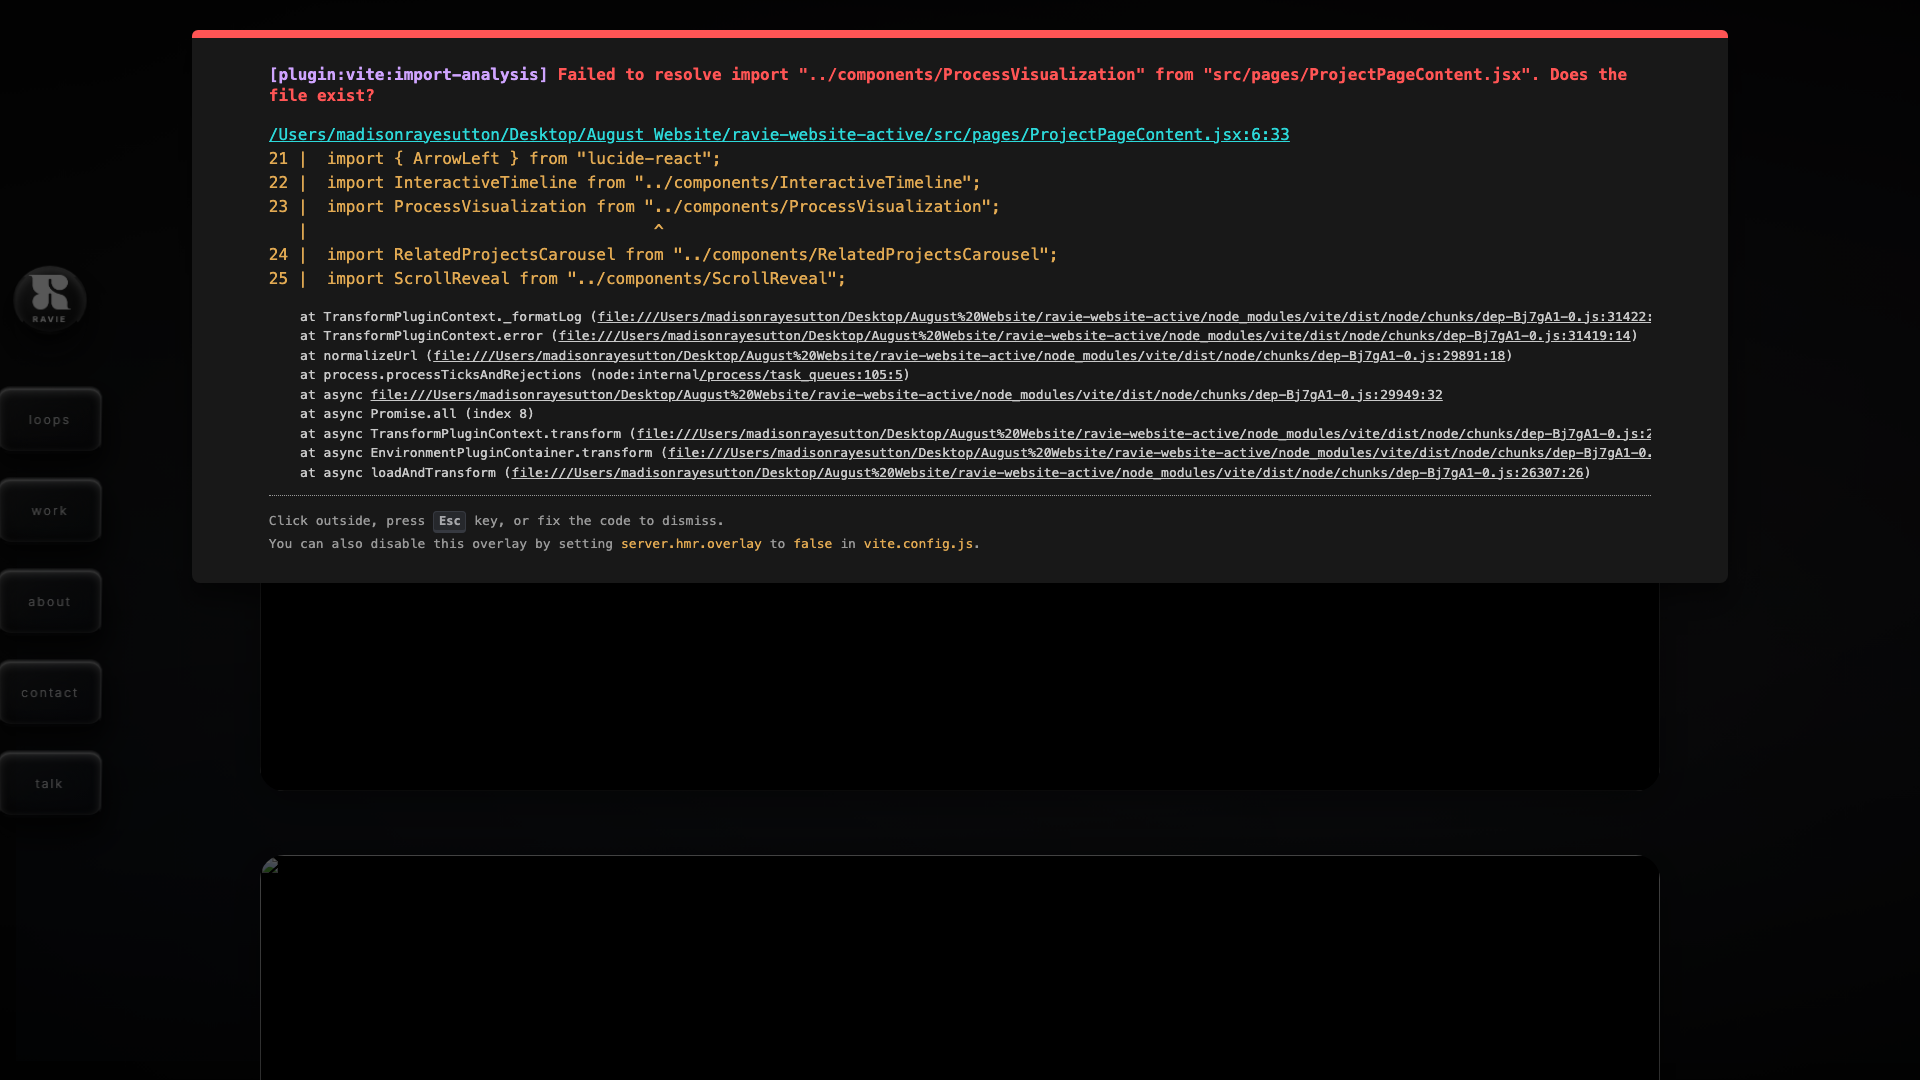 [plugin:vite:import-analysis] Failed to resolve import "../components/ProcessVisualization" from "src/pages/ProjectPageContent.jsx". Does the
file exist?
/Users/madisonrayesutton/Desktop/August Website/ravie-website-active/src/pages/ProjectPageContent.jsx:6:33
21 |  import { ArrowLeft } from "lucide-react";
22 |  import InteractiveTimeline from "../components/InteractiveTimeline";
23 |  import ProcessVisualization from "../components/ProcessVisualization";
   |                                    ^
24 |  import RelatedProjectsCarousel from "../components/RelatedProjectsCarousel";
25 |  import ScrollReveal from "../components/ScrollReveal";
at TransformPluginContext._formatLog (file:///Users/madisonrayesutton/Desktop/August%20Website/ravie-website-active/node_modules/vite/dist/node/chunks/dep-Bj7gA1-0.js:31422:
at TransformPluginContext.error (file:///Users/madisonrayesutton/Desktop/August%20Website/ravie-website-active/node_modules/vite/dist/node/chunks/dep-Bj7gA1-0.js:31419:14)
at normalizeUrl (file:///Users/madisonrayesutton/Desktop/August%20Website/ravie-website-active/node_modules/vite/dist/node/chunks/dep-Bj7gA1-0.js:29891:18)
at process.processTicksAndRejections (node:internal/process/task_queues:105:5)
at async file:///Users/madisonrayesutton/Desktop/August%20Website/ravie-website-active/node_modules/vite/dist/node/chunks/dep-Bj7gA1-0.js:29949:32
at async Promise.all (index 8)
at async TransformPluginContext.transform (file:///Users/madisonrayesutton/Desktop/August%20Website/ravie-website-active/node_modules/vite/dist/node/chunks/dep-Bj7gA1-0.js:2
at async EnvironmentPluginContainer.transform (file:///Users/madisonrayesutton/Desktop/August%20Website/ravie-website-active/node_modules/vite/dist/node/chunks/dep-Bj7gA1-0.
at async loadAndTransform (file:///Users/madisonrayesutton/Desktop/August%20Website/ravie-website-active/node_modules/vite/dist/node/chunks/dep-Bj7gA1-0.js:26307:26)
Click outside, press Esc key, or fix the code to dismiss.
You can also disable this overlay by setting server.hmr.overlay to false in vite.config.js.
RAVIE
loops
work
about
contact
talk